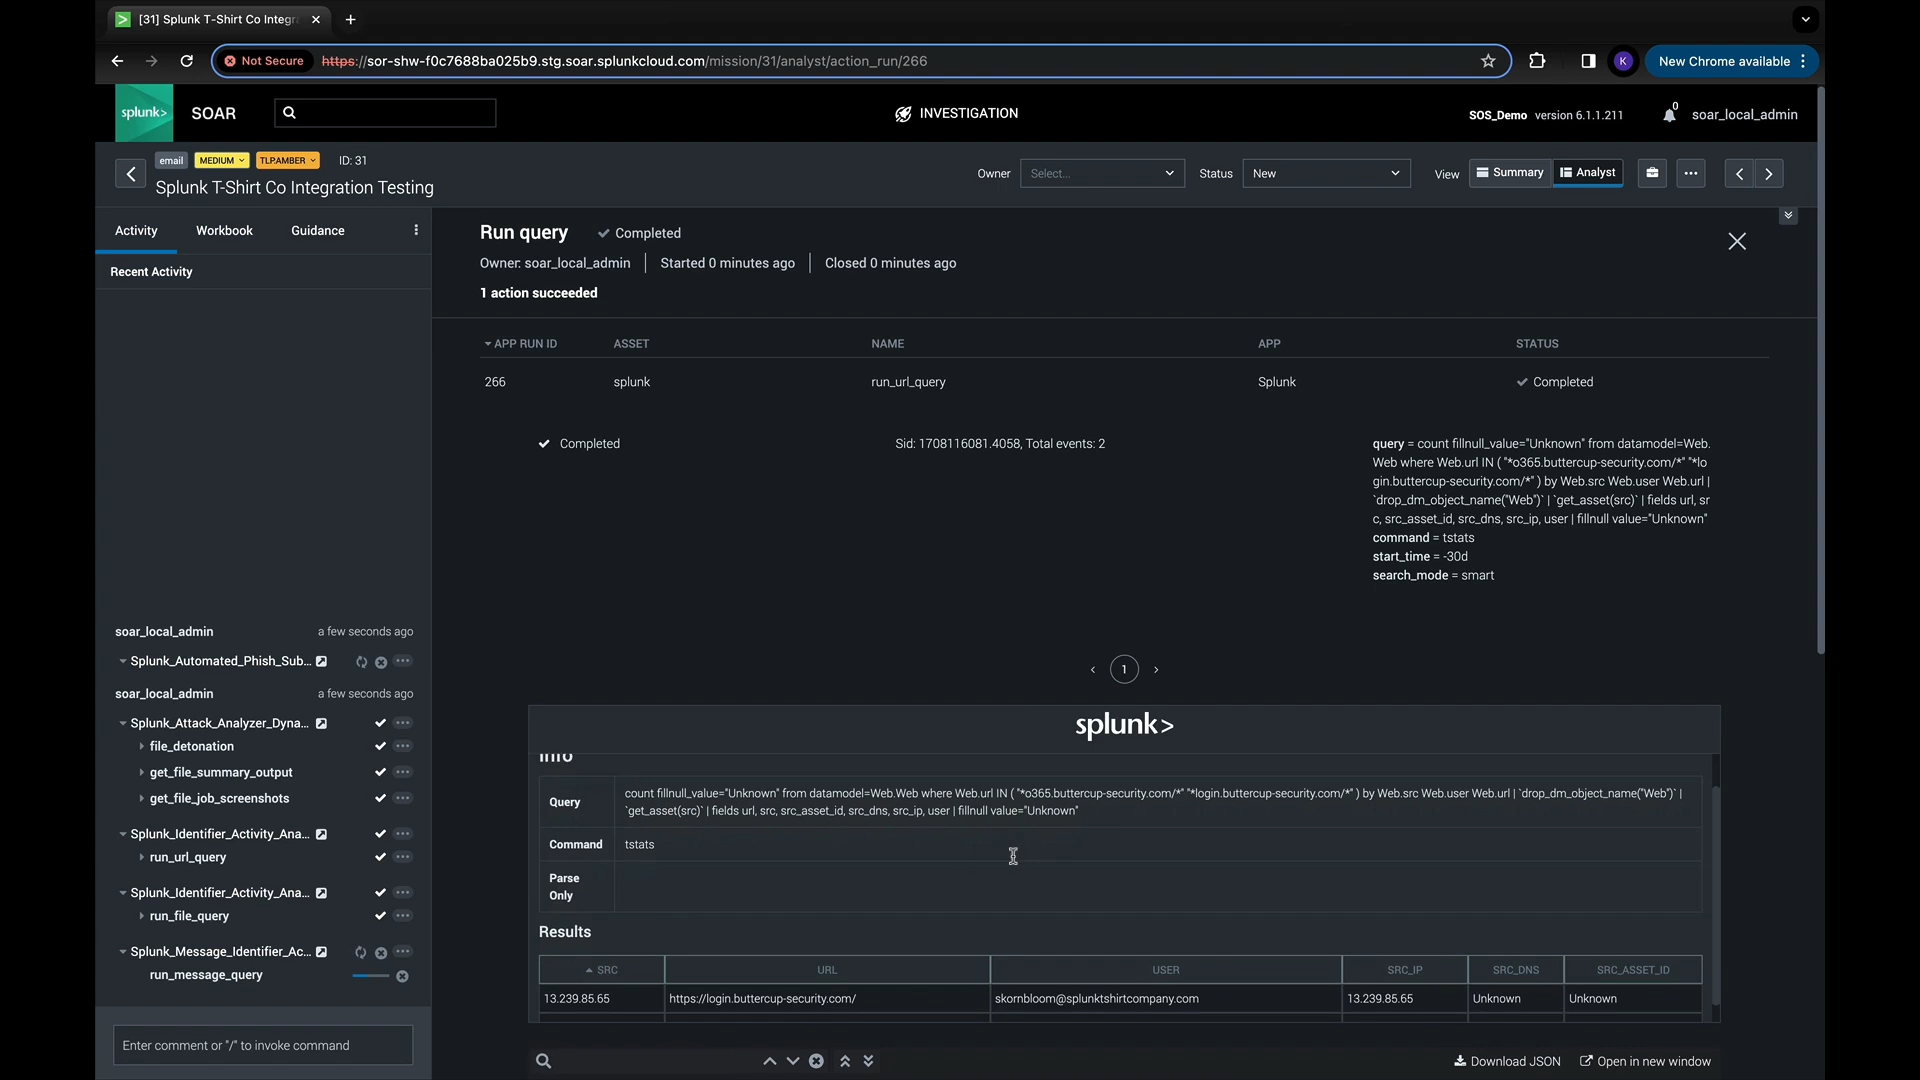 [31] Splunk T-Shirt Co Integra
Not Secure
https://sor-shw-f0c7688ba025b9.stg.soar.splunkcloud.com/mission/31/analyst/action_run/266
K
New Chrome available
splunk>
SOAR
INVESTIGATION
SOS_Demo version 6.1.1.211
0
soar_local_admin
email
MEDIUM
TLP:AMBER
ID: 31
Splunk T-Shirt Co Integration Testing
Owner
Select...
Status
New
View
Summary
Analyst
Activity
Workbook
Guidance
Recent Activity
soar_local_admin
a few seconds ago
Splunk_Automated_Phish_Sub...
soar_local_admin
a few seconds ago
Splunk_Attack_Analyzer_Dyna...
file_detonation
get_file_summary_output
get_file_job_screenshots
Splunk_Identifier_Activity_Ana...
run_url_query
Splunk_Identifier_Activity_Ana...
run_file_query
Splunk_Message_Identifier_Ac...
run_message_query
Enter comment or "/" to invoke command
Run query
Completed
Owner: soar_local_admin
Started 0 minutes ago
Closed 0 minutes ago
1 action succeeded
APP RUN ID
ASSET
NAME
APP
STATUS
266
splunk
run_url_query
Splunk
Completed
Completed
Sid: 1708116081.4058, Total events: 2
query = count fillnull_value="Unknown" from datamodel=Web.
Web where Web.url IN ( "*o365.buttercup-security.com/*" "*lo
gin.buttercup-security.com/*" ) by Web.src Web.user Web.url |
`drop_dm_object_name("Web")` | `get_asset(src)` | fields url, sr
c, src_asset_id, src_dns, src_ip, user | fillnull value="Unknown"
command = tstats
start_time = -30d
search_mode = smart
1
splunk>
Info
Query
count fillnull_value="Unknown" from datamodel=Web.Web where Web.url IN ( "*o365.buttercup-security.com/*" "*login.buttercup-security.com/*" ) by Web.src Web.user Web.url | `drop_dm_object_name("Web")` |
`get_asset(src)` | fields url, src, src_asset_id, src_dns, src_ip, user | fillnull value="Unknown"
Command
tstats
Parse
Only
Results
SRC
URL
USER
SRC_IP
SRC_DNS
SRC_ASSET_ID
13.239.85.65
https://login.buttercup-security.com/
skornbloom@splunktshirtcompany.com
13.239.85.65
Unknown
Unknown
Download JSON
Open in new window